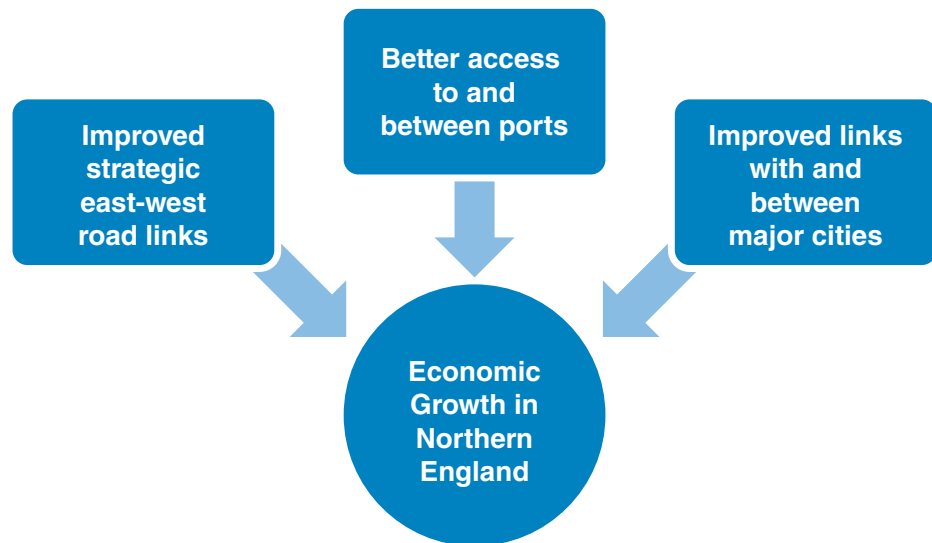 Improved
strategic
east-west
road links
Better access
to and
between ports
Improved links
with and
between
major cities
Economic
Growth in
Northern
England